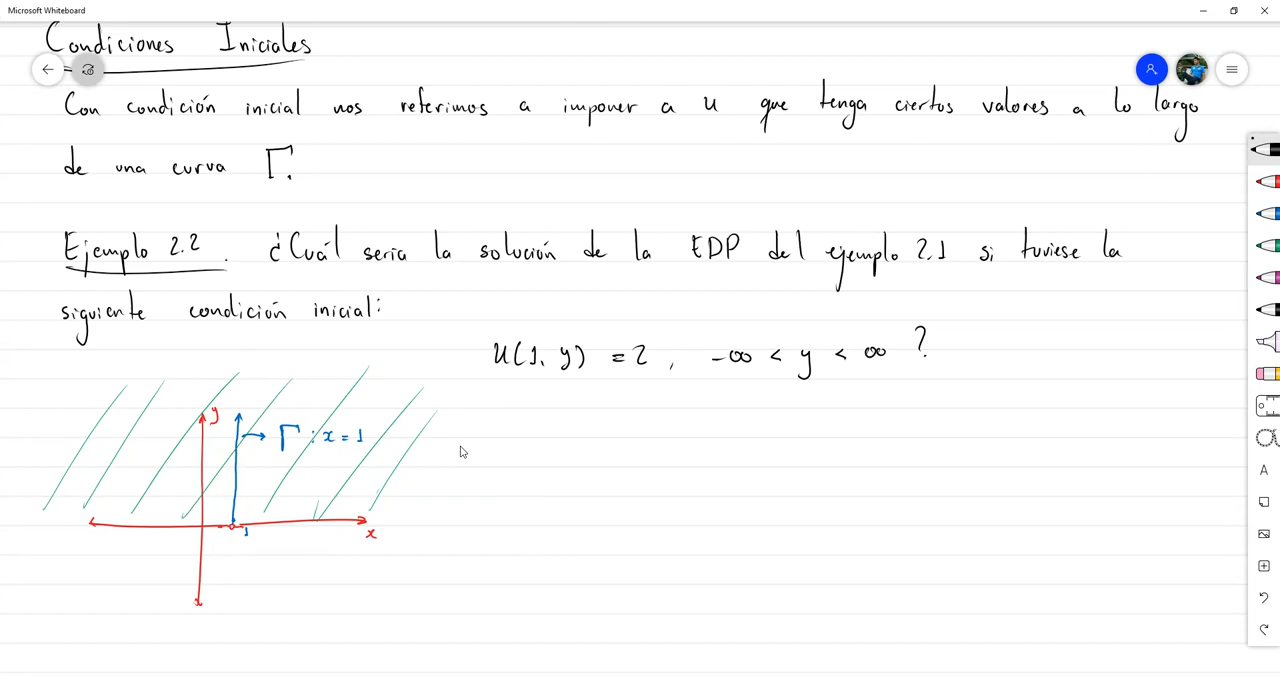 Microsoft Whiteboard
Condiciones Iniciales
Con condición inicial nos referimos a imponer a u que tenga ciertos valores a lo largo
de una curva Γ.
Ejemplo 2.2. ¿Cuál sería la solución de la EDP del ejemplo 2.1 si tuviese la
siguiente condición inicial:
u(1, y) = 2, -∞ < y < ∞ ?
y
Γ : x = 1
1
x
A